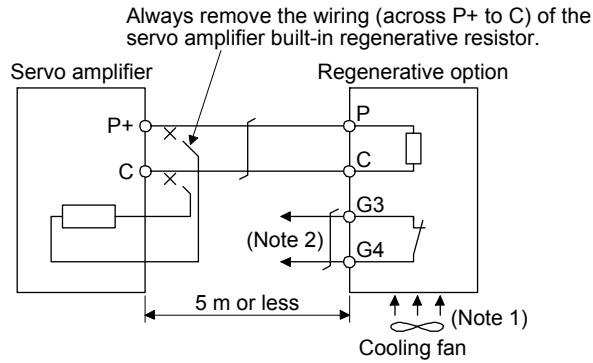 Always remove the wiring (across P+ to C) of the
servo amplifier built-in regenerative resistor.
Servo amplifier
Regenerative option
P+
P
C
C
G3
(Note 2)
G4
5 m or less
(Note 1)
Cooling fan